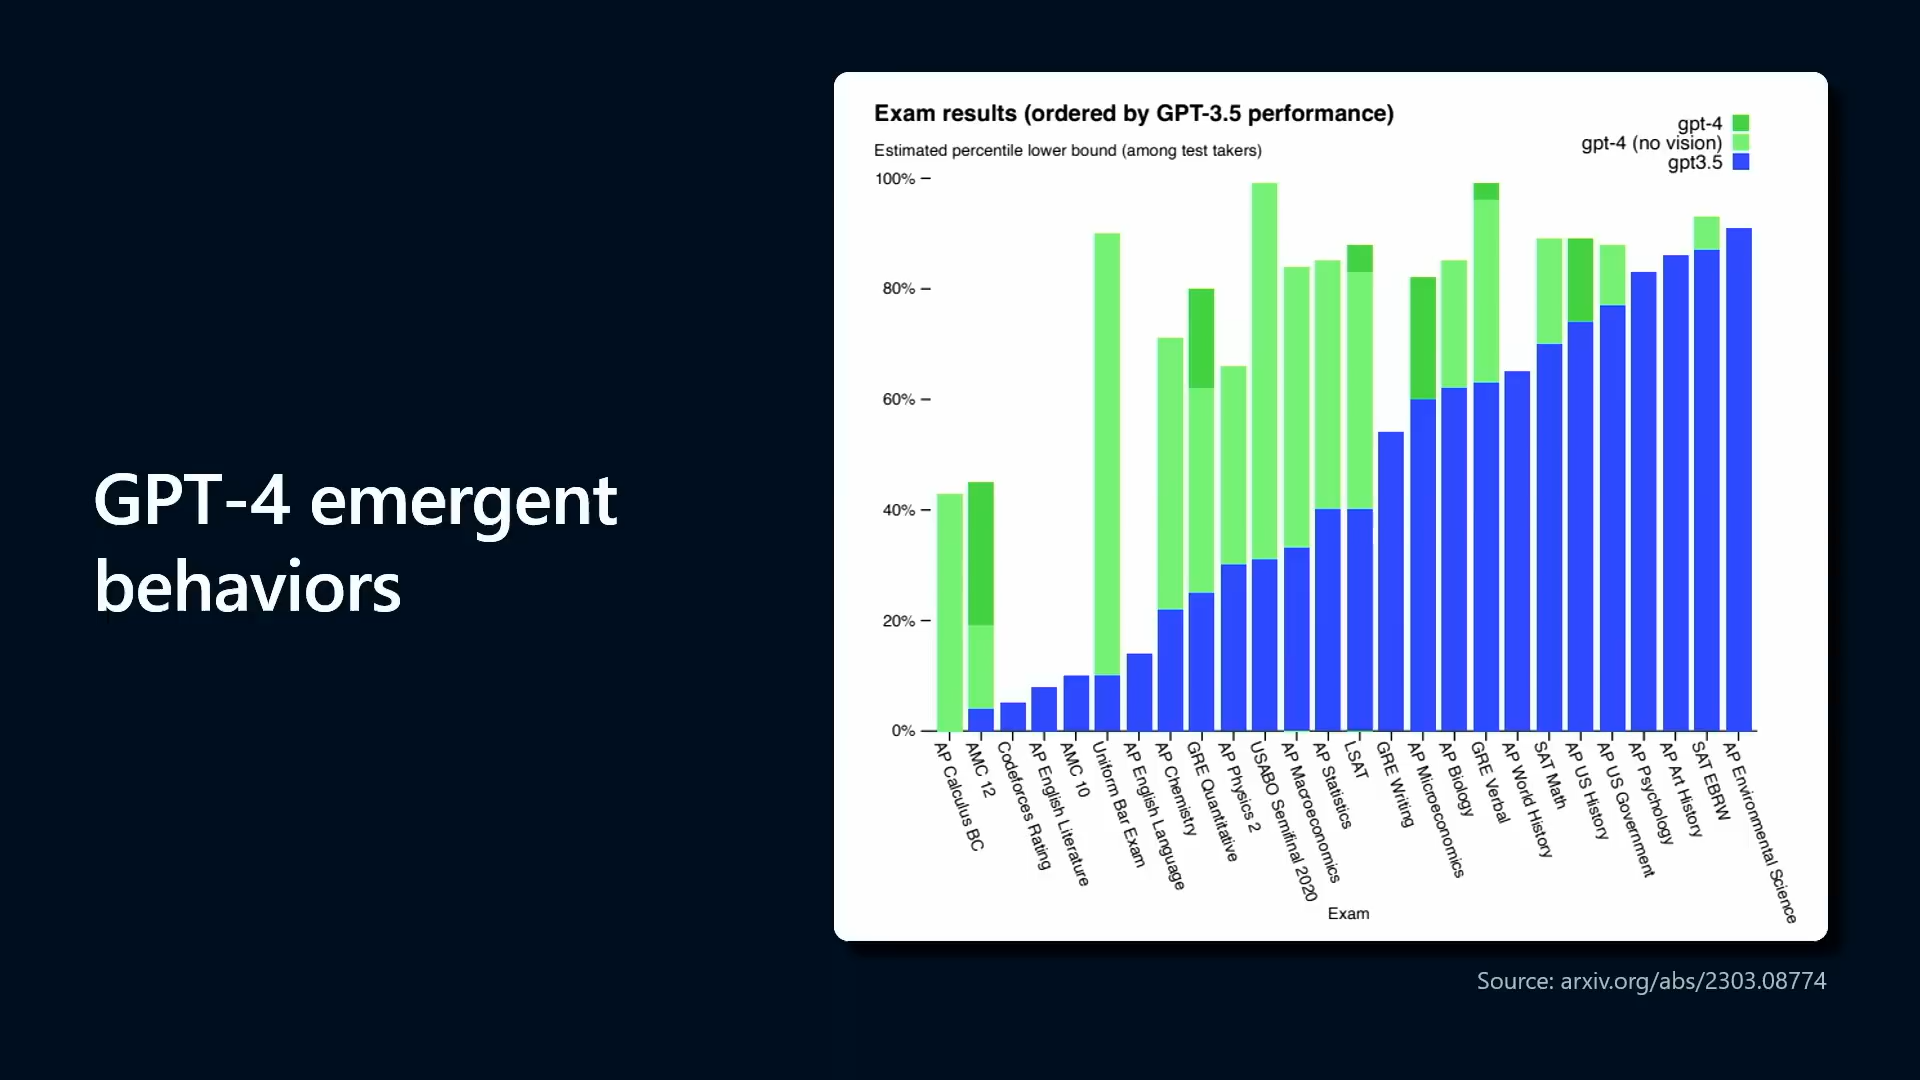 GPT-4 emergent
behaviors
Exam results (ordered by GPT-3.5 performance)
Estimated percentile lower bound (among test takers)
gpt-4
gpt-4 (no vision)
gpt3.5
100%
80%
60%
40%
20%
0%
AP Calculus BC
AMC 12
Codeforces Rating
AP English Literature
AMC 10
Uniform Bar Exam
AP English Language
AP Chemistry
GRE Quantitative
AP Physics 2
USABO Semifinal 2020
AP Macroeconomics
AP Statistics
LSAT
GRE Writing
AP Microeconomics
AP Biology
GRE Verbal
AP World History
SAT Math
AP US History
AP US Government
AP Psychology
AP Art History
SAT EBRW
AP Environmental Science
Exam
Source: arxiv.org/abs/2303.08774